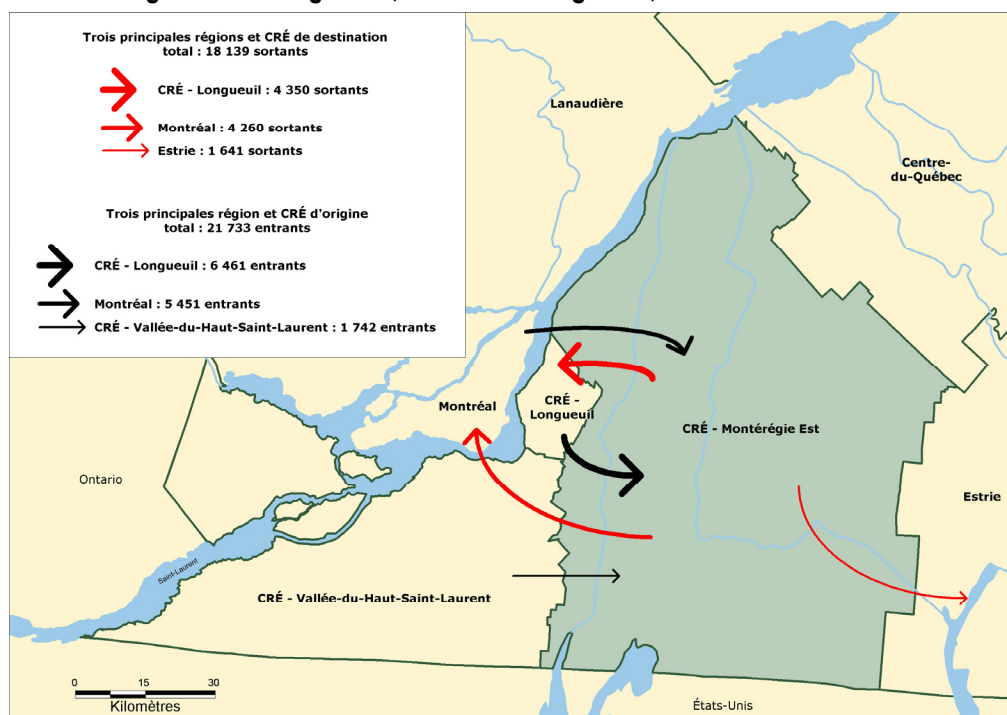 Trois principales régions et CRÉ de destination
total : 18 139 sortants
CRÉ - Longueuil : 4 350 sortants
Montréal : 4 260 sortants
Estrie : 1 641 sortants
Trois principales région et CRÉ d'origine
total : 21 733 entrants
CRÉ - Longueuil : 6 461 entrants
Montréal : 5 451 entrants
CRÉ - Vallée-du-Haut-Saint-Laurent : 1 742 entrants
Lanaudière
Centre-
du-Québec
Montréal
CRÉ -
Longueuil
CRÉ - Montérégie Est
Ontario
Estrie
Saint-Laurent
CRÉ - Vallée-du-Haut-Saint-Laurent
0 15 30
Kilomètres
États-Unis